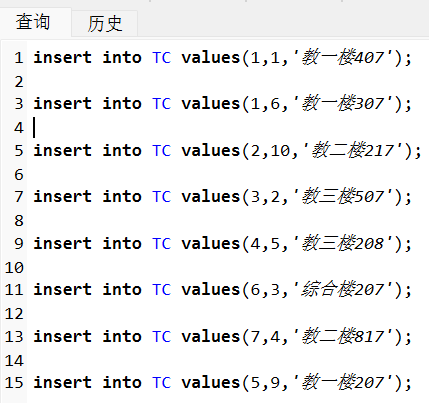 查询 历史
1 insert into TC values(1,1,'教一楼407');
2
3 insert into TC values(1,6,'教一楼307');
4
5 insert into TC values(2,10,'教二楼217');
6
7 insert into TC values(3,2,'教三楼507');
8
9 insert into TC values(4,5,'教三楼208');
10
11 insert into TC values(6,3,'综合楼207');
12
13 insert into TC values(7,4,'教二楼817');
14
15 insert into TC values(5,9,'教一楼207');